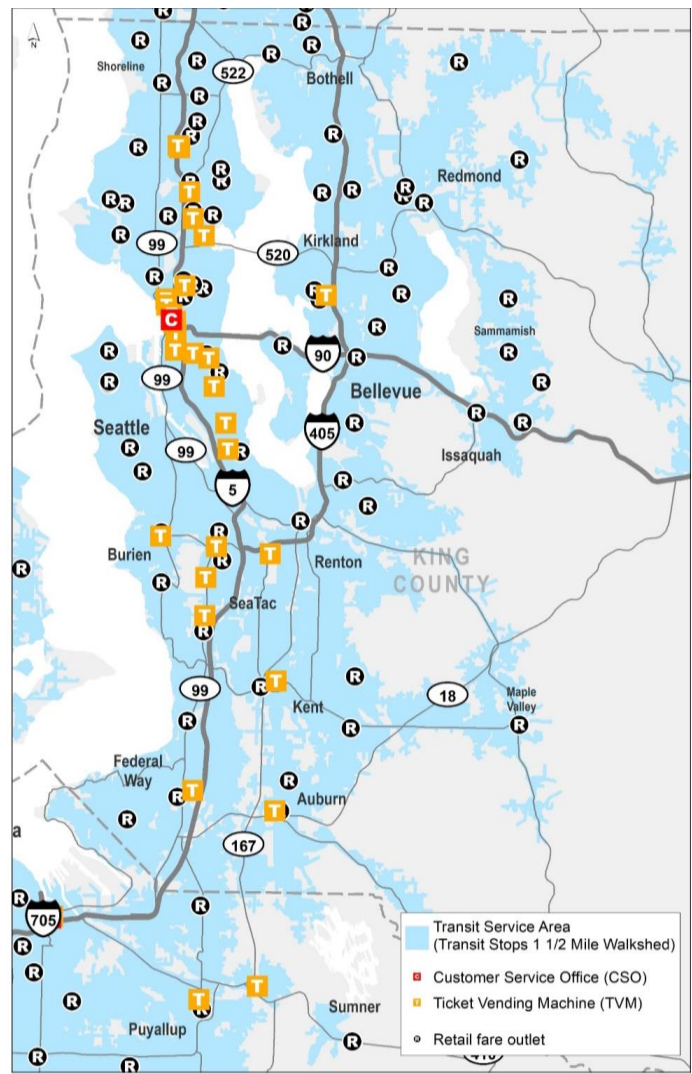 N
Shoreline
522
Bothell
Redmond
Kirkland
99
520
Sammamish
90
99
Bellevue
Seattle
405
99
Issaquah
5
Burien
Renton
KING
COUNTY
SeaTac
99
18
Maple
Valley
Kent
Federal
Way
Auburn
a
167
705
Transit Service Area
(Transit Stops 1 1/2 Mile Walkshed)
C Customer Service Office (CSO)
T Ticket Vending Machine (TVM)
R Retail fare outlet
Sumner
Puyallup